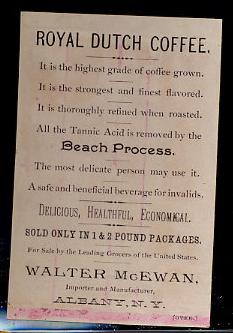 ROYAL DUTCH COFFEE.
It is the highest grade of coffee grown.
It is the strongest and finest flavored.
It is thoroughly refined when roasted.
All the Tannic Acid is removed by the
Beach Process.
The most delicate person may use it.
A safe and beneficial beverage for invalids.
DELICIOUS, HEALTHFUL, ECONOMICAL.
SOLD ONLY IN 1 & 2 POUND PACKAGES.
For Sale by the Leading Grocers of the United States.
WALTER McEWAN,
Importer and Manufacturer,
ALBANY, N. Y.
(OVER.)